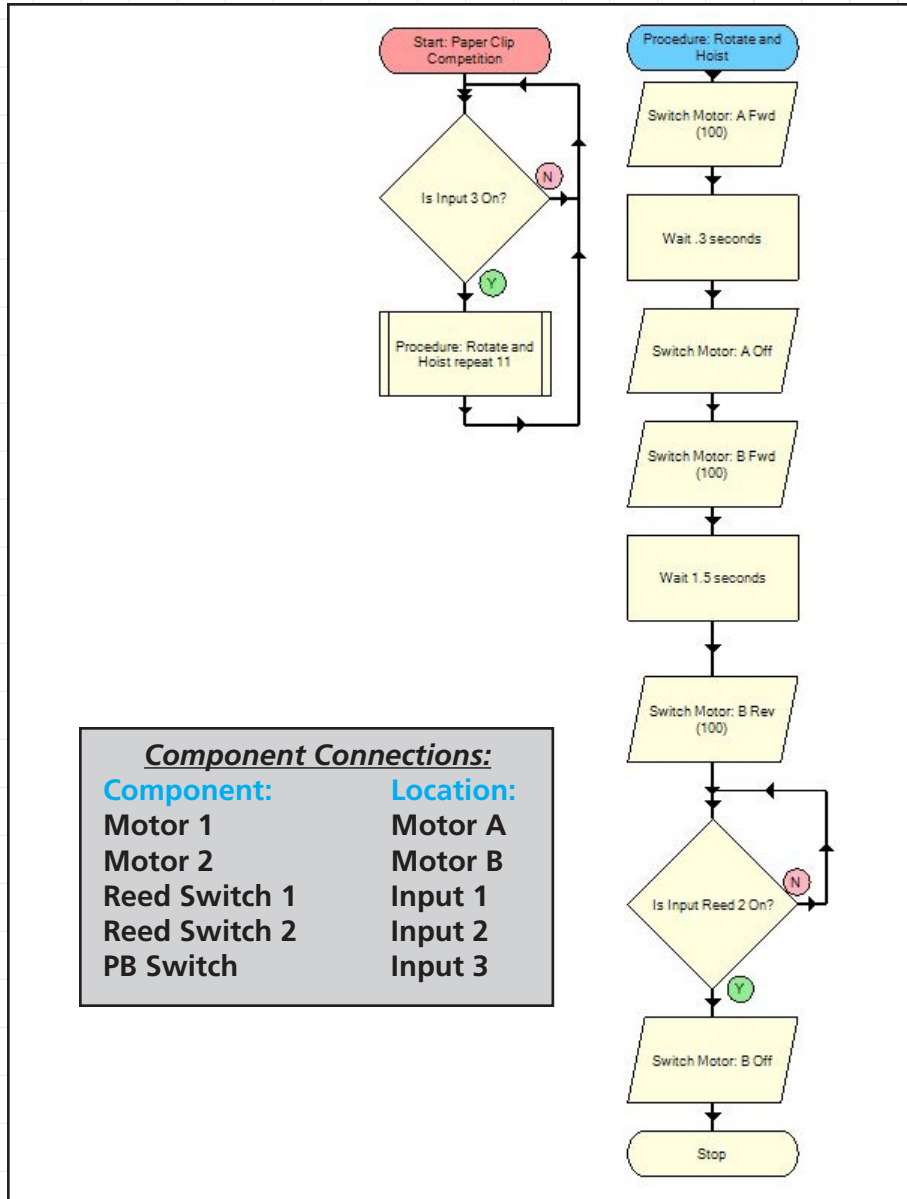 Start: Paper Clip
Competition
Is Input 3 On?
N
Y
Procedure: Rotate and
Hoist repeat 11
Procedure: Rotate and
Hoist
Switch Motor: A Fwd
(100)
Wait .3 seconds
Switch Motor: A Off
Switch Motor: B Fwd
(100)
Wait 1.5 seconds
Switch Motor: B Rev
(100)
Is Input Reed 2 On?
N
Y
Switch Motor: B Off
Stop
Component Connections:
Component: Location:
Motor 1 Motor A
Motor 2 Motor B
Reed Switch 1 Input 1
Reed Switch 2 Input 2
PB Switch Input 3